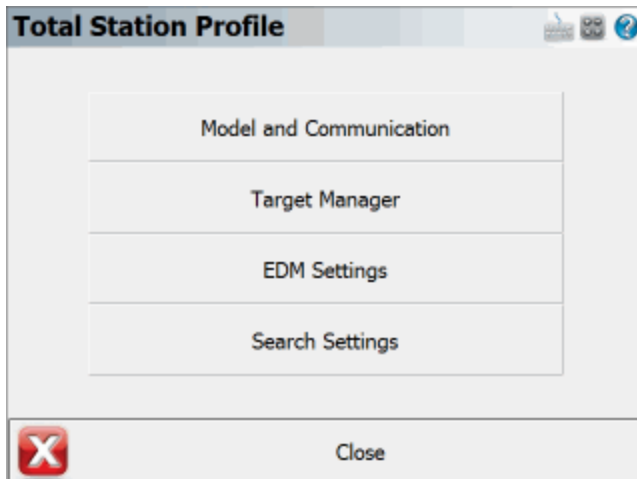 Total Station Profile
Model and Communication
Target Manager
EDM Settings
Search Settings
Close